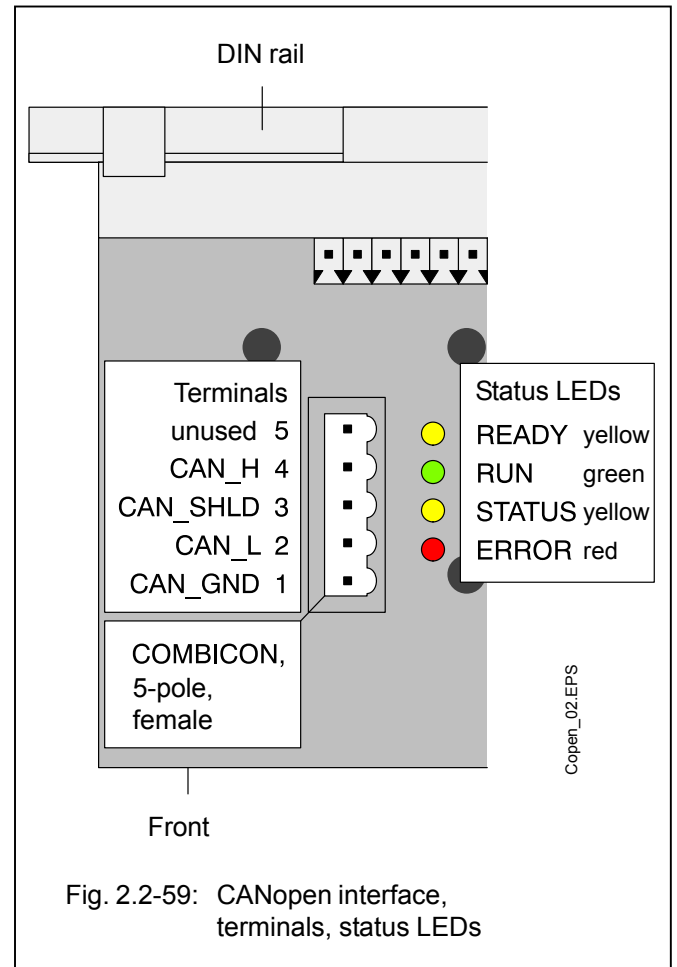 DIN rail
Terminals
unused 5
CAN_H 4
CAN_SHLD 3
CAN_L 2
CAN_GND 1
COMBICON,
5-pole,
female
Status LEDs
READY yellow
RUN green
STATUS yellow
ERROR red
Copen_02.EPS
Front
Fig. 2.2-59: CANopen interface,
terminals, status LEDs